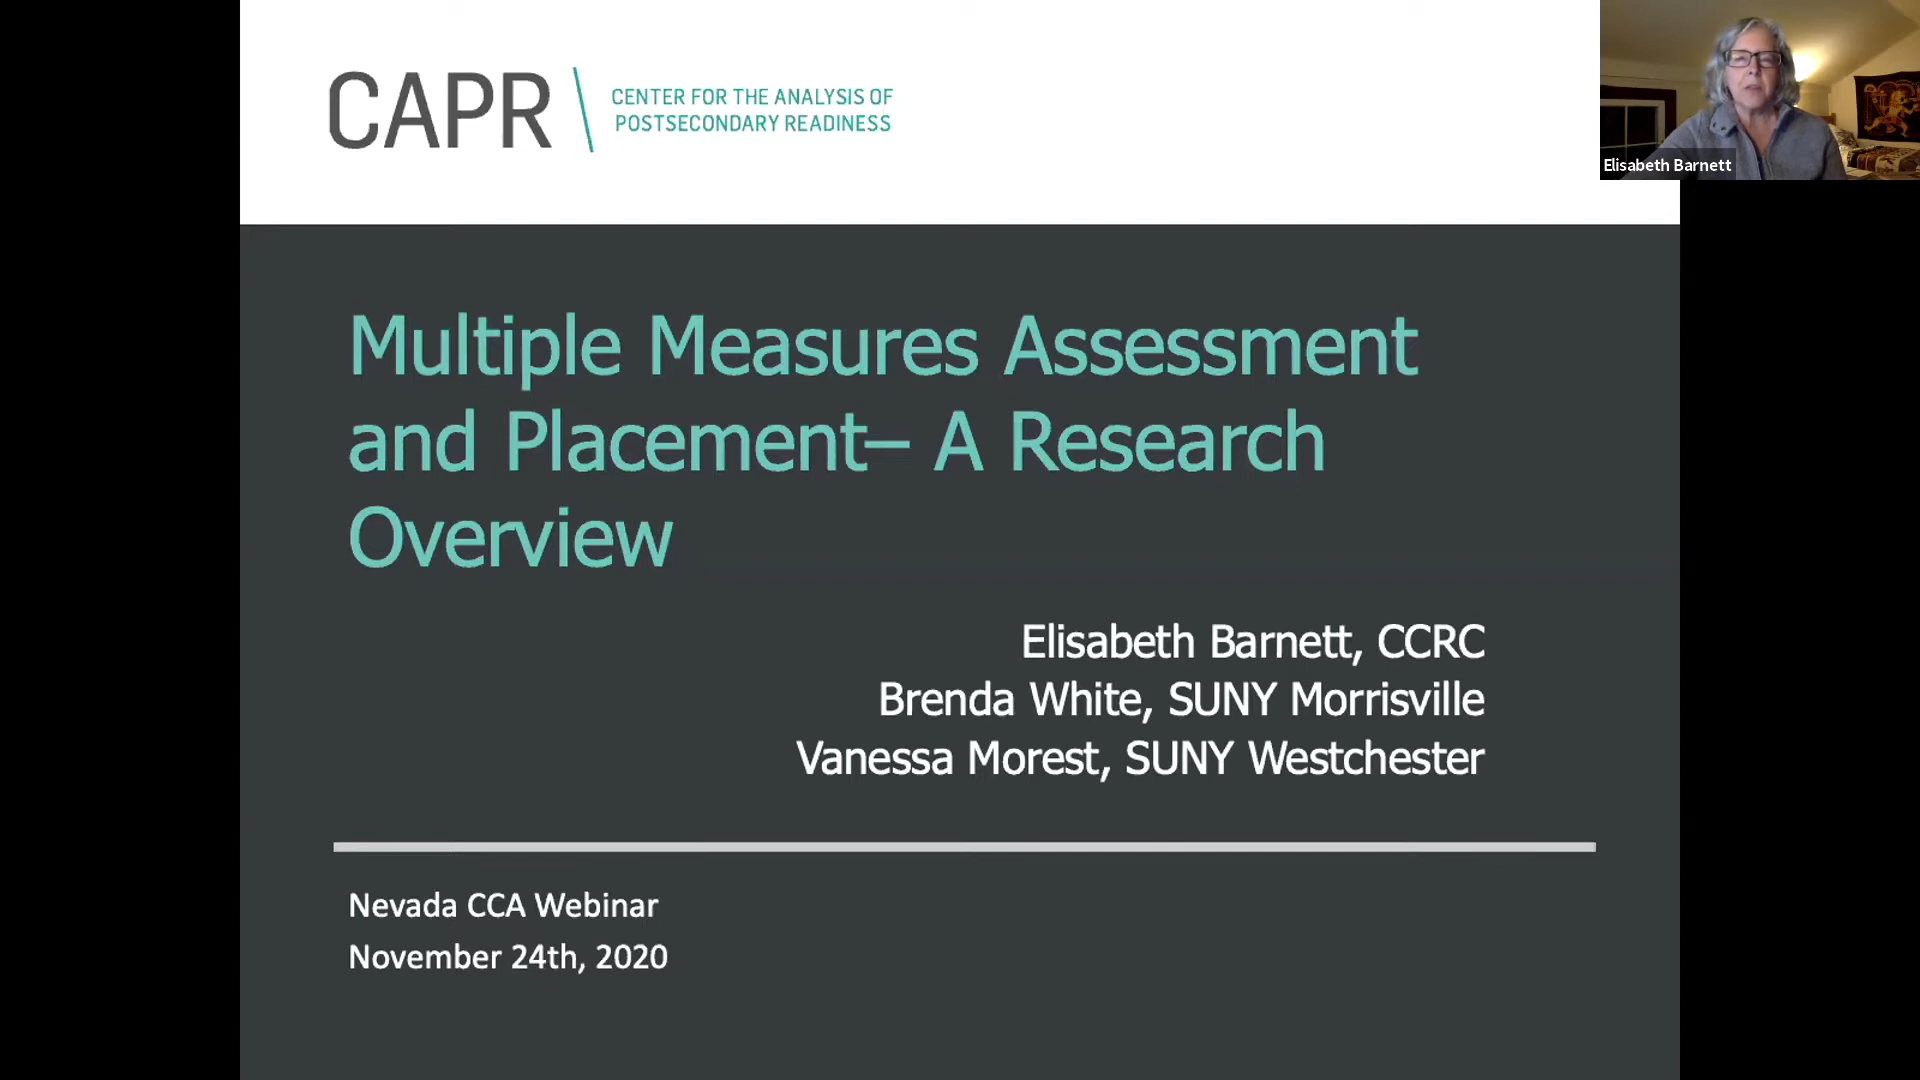 CAPR
CENTER FOR THE ANALYSIS OF
POSTSECONDARY READINESS
Elisabeth Barnett
Multiple Measures Assessment
and Placement– A Research
Overview
Elisabeth Barnett, CCRC
Brenda White, SUNY Morrisville
Vanessa Morest, SUNY Westchester
Nevada CCA Webinar
November 24th, 2020